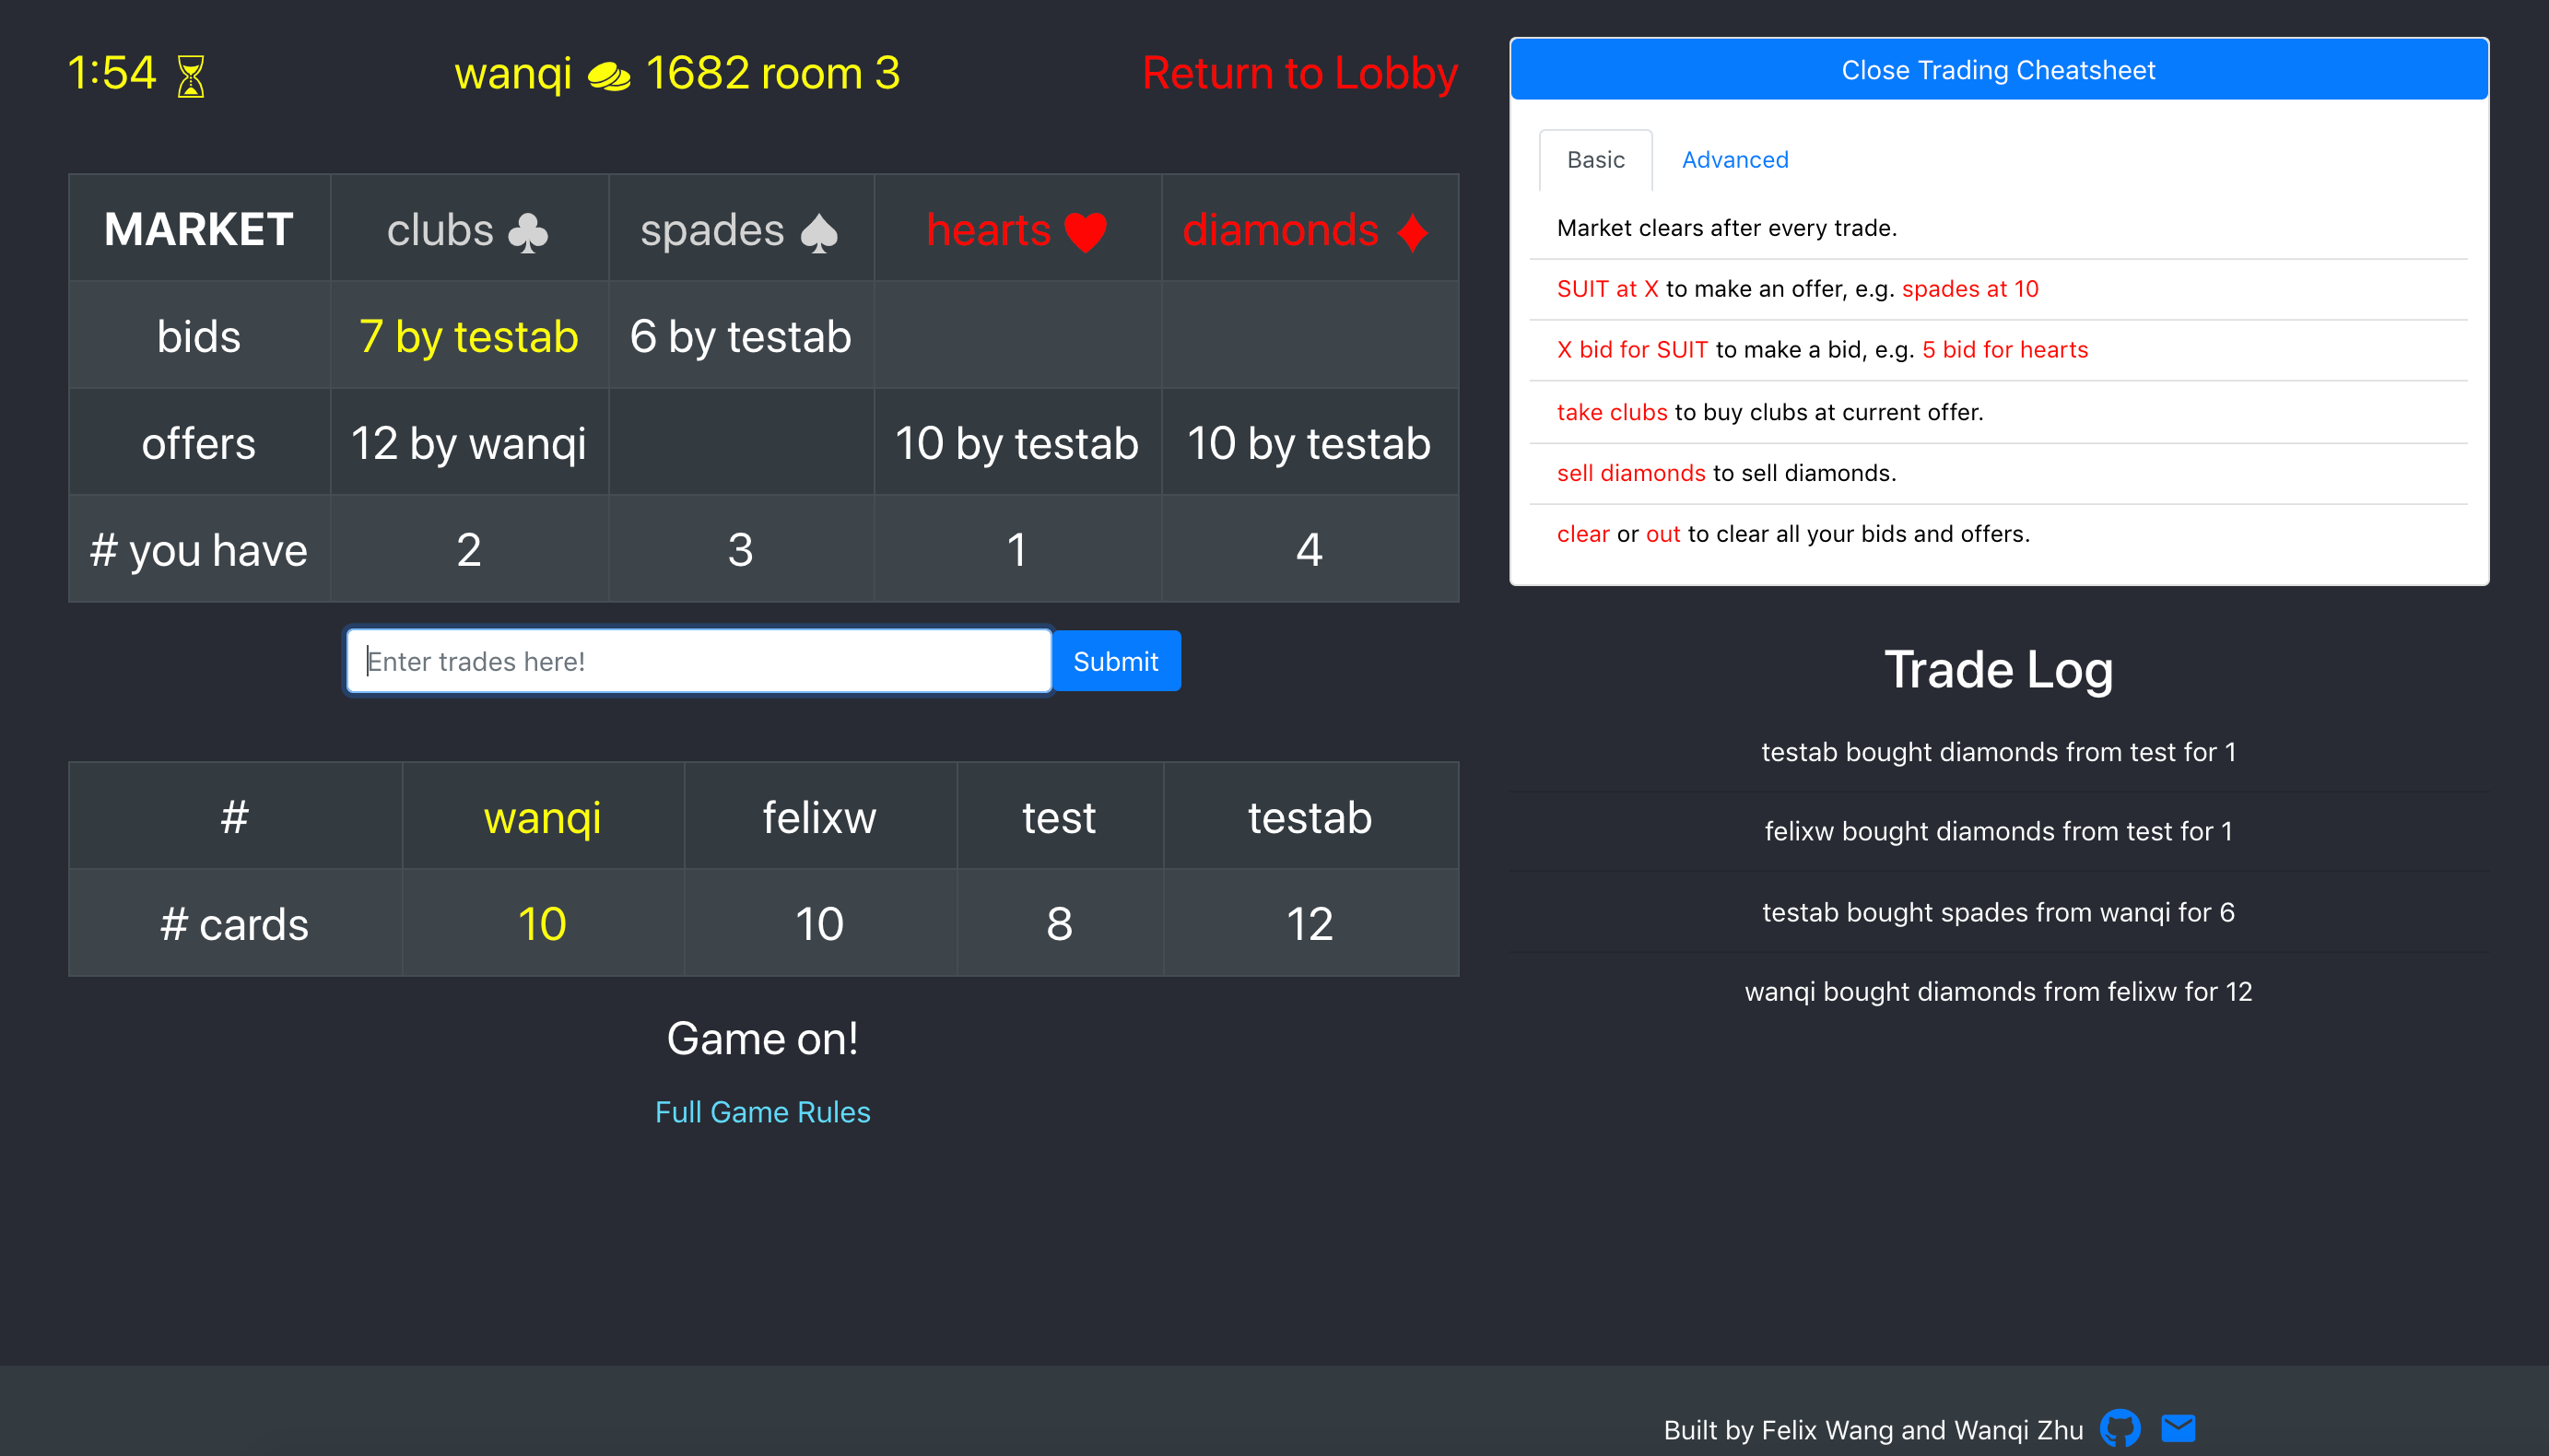 1:54 wanqi 1682 room 3 Return to Lobby
MARKET clubs spades hearts diamonds
bids 7 by testab 6 by testab
offers 12 by wanqi 10 by testab 10 by testab
# you have 2 3 1 4
Enter trades here! Submit
# wanqi felixw test testab
# cards 10 10 8 12
Game on!
Full Game Rules
Close Trading Cheatsheet
Basic Advanced
Market clears after every trade.
SUIT at X to make an offer, e.g. spades at 10
X bid for SUIT to make a bid, e.g. 5 bid for hearts
take clubs to buy clubs at current offer.
sell diamonds to sell diamonds.
clear or out to clear all your bids and offers.
Trade Log
testab bought diamonds from test for 1
felixw bought diamonds from test for 1
testab bought spades from wanqi for 6
wanqi bought diamonds from felixw for 12
Built by Felix Wang and Wanqi Zhu